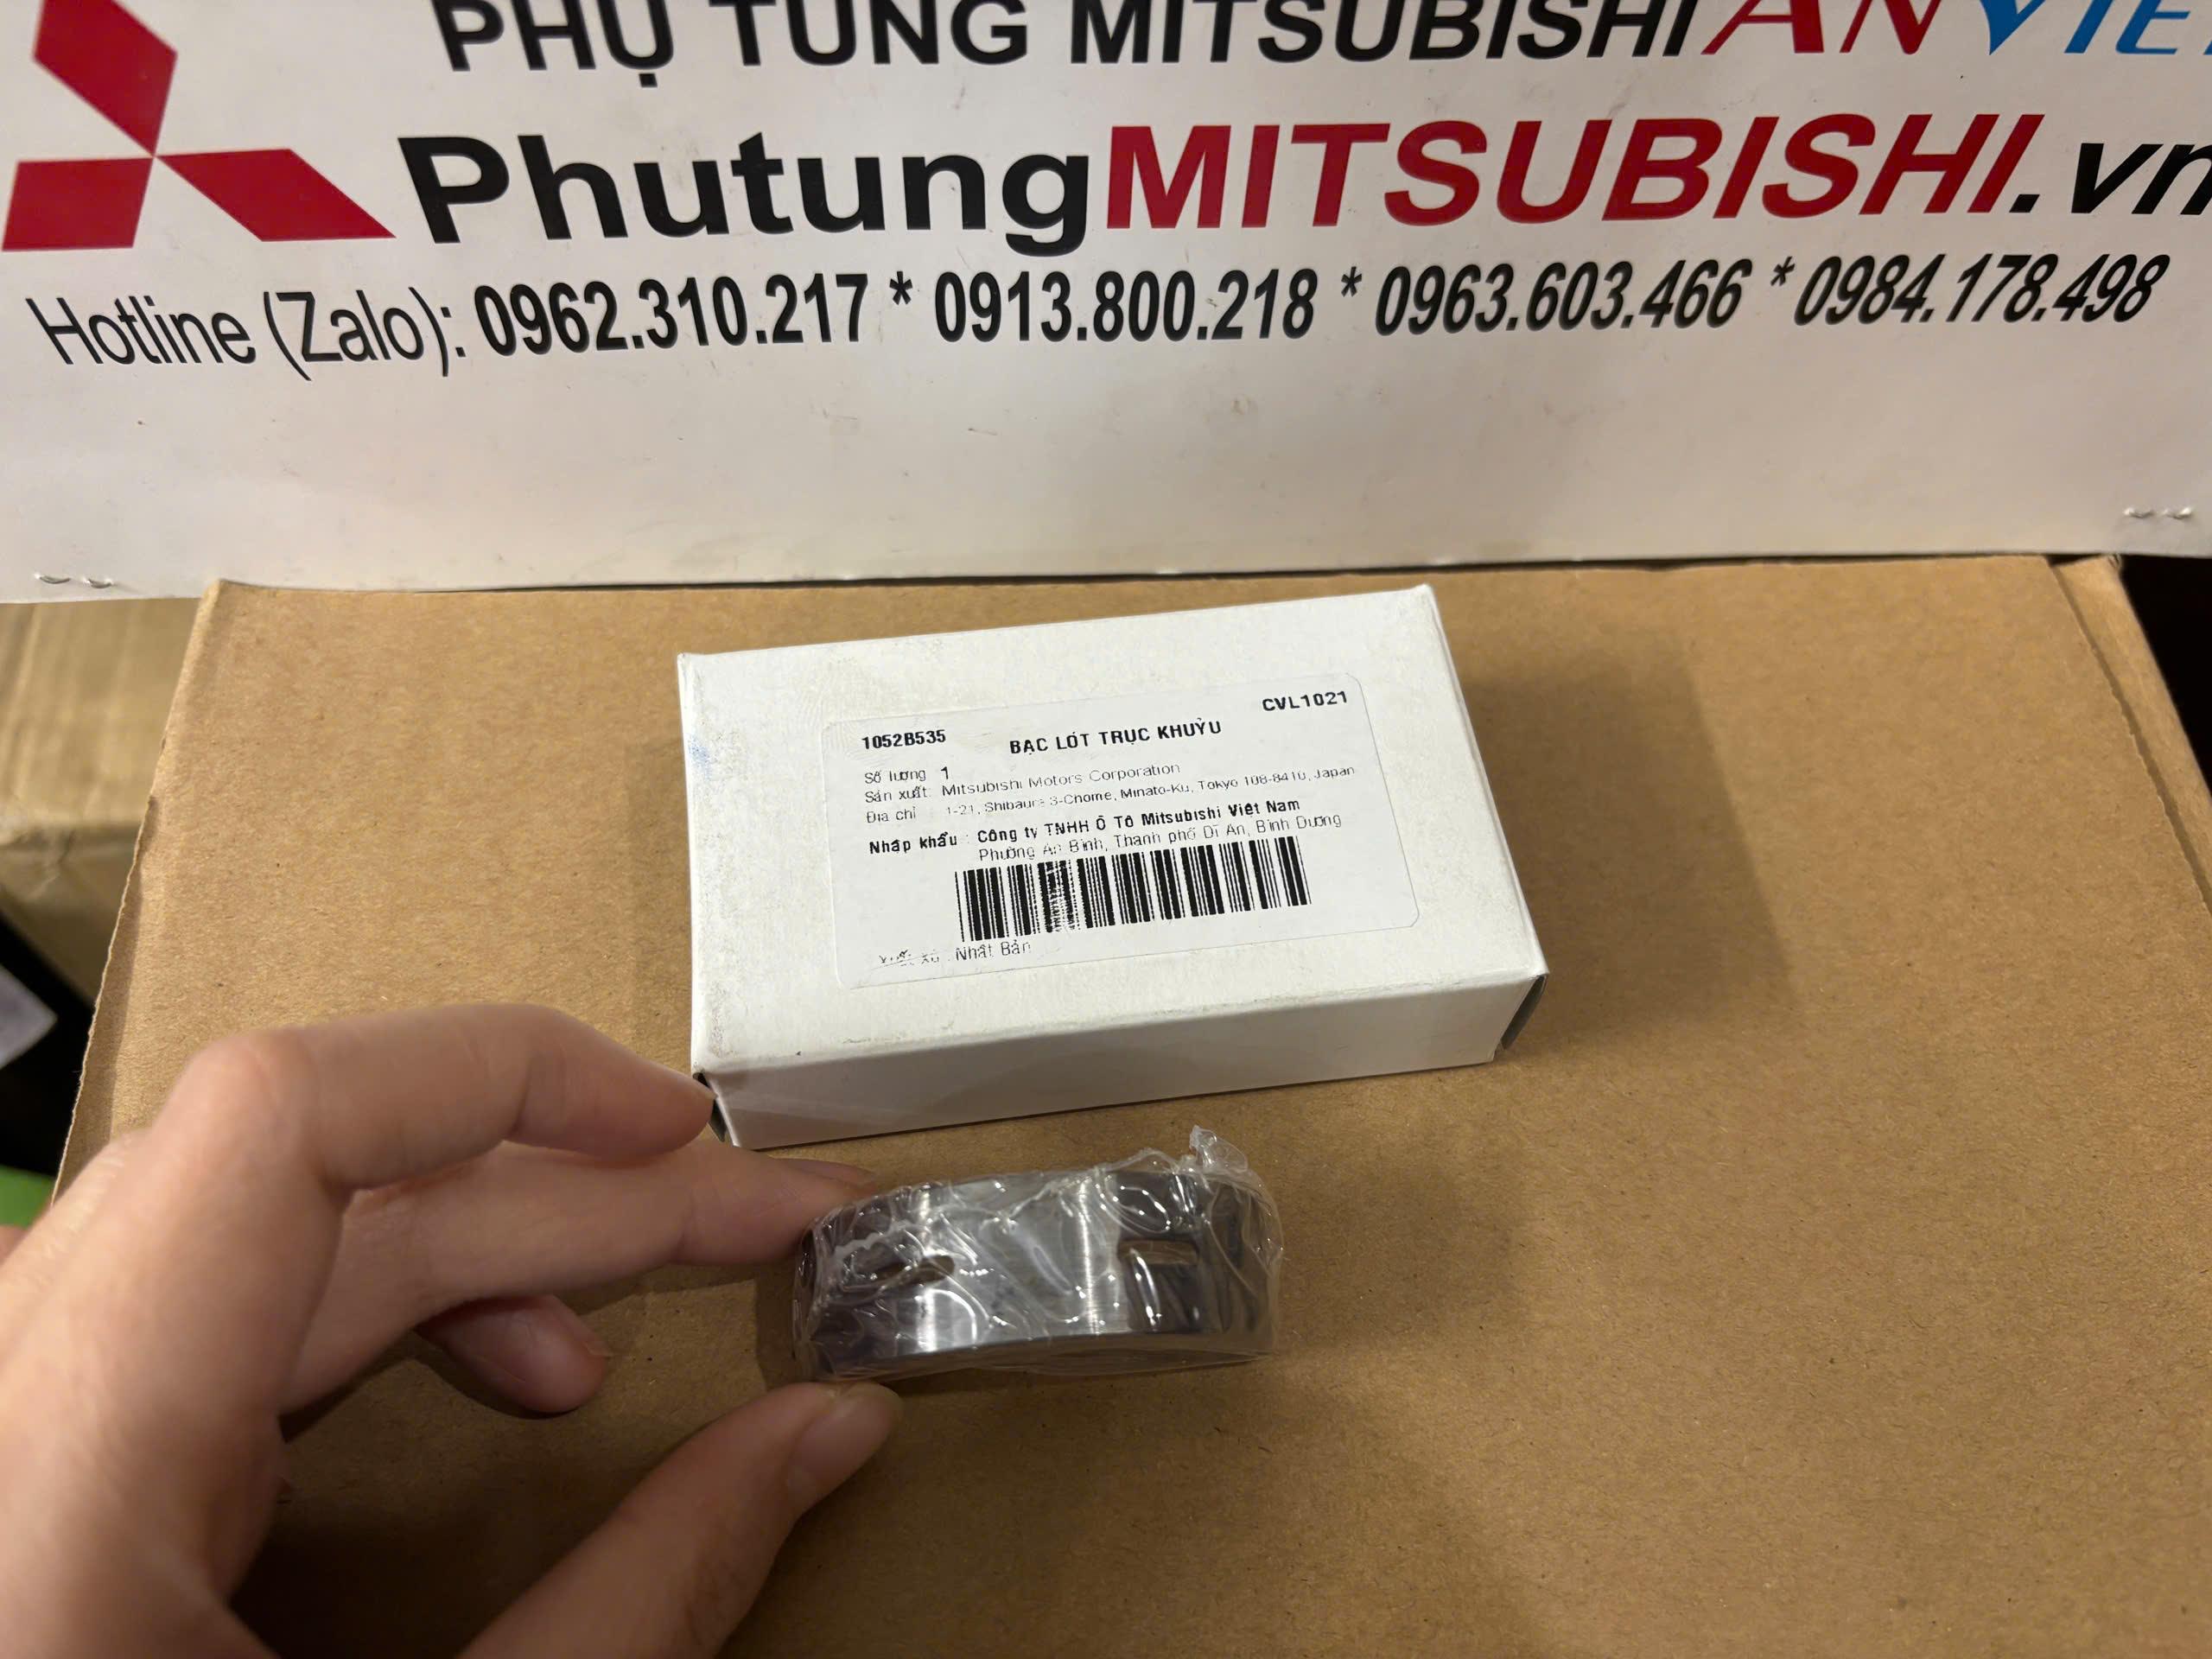 PHỤ TÙNG MITSUBISHI AN VIỆ
PhutungMITSUBISHI.vn
Hotline (Zalo): 0962.310.217 * 0913.800.218 * 0963.603.466 * 0984.178.498
CVL1021
1052B535 BẠC LÓT TRỤC KHUỶU
Số lượng 1
Sản xuất: Mitsubishi Motors Corporation
Địa chỉ 1-21, Shibaura 3-Chome, Minato-Ku, Tokyo 108-8410, Japan
Nhập khẩu : Công ty TNHH Ô Tô Mitsubishi Việt Nam
Phường An Bình, Thành phố Dĩ An, Bình Dương
xứ : Nhật Bản